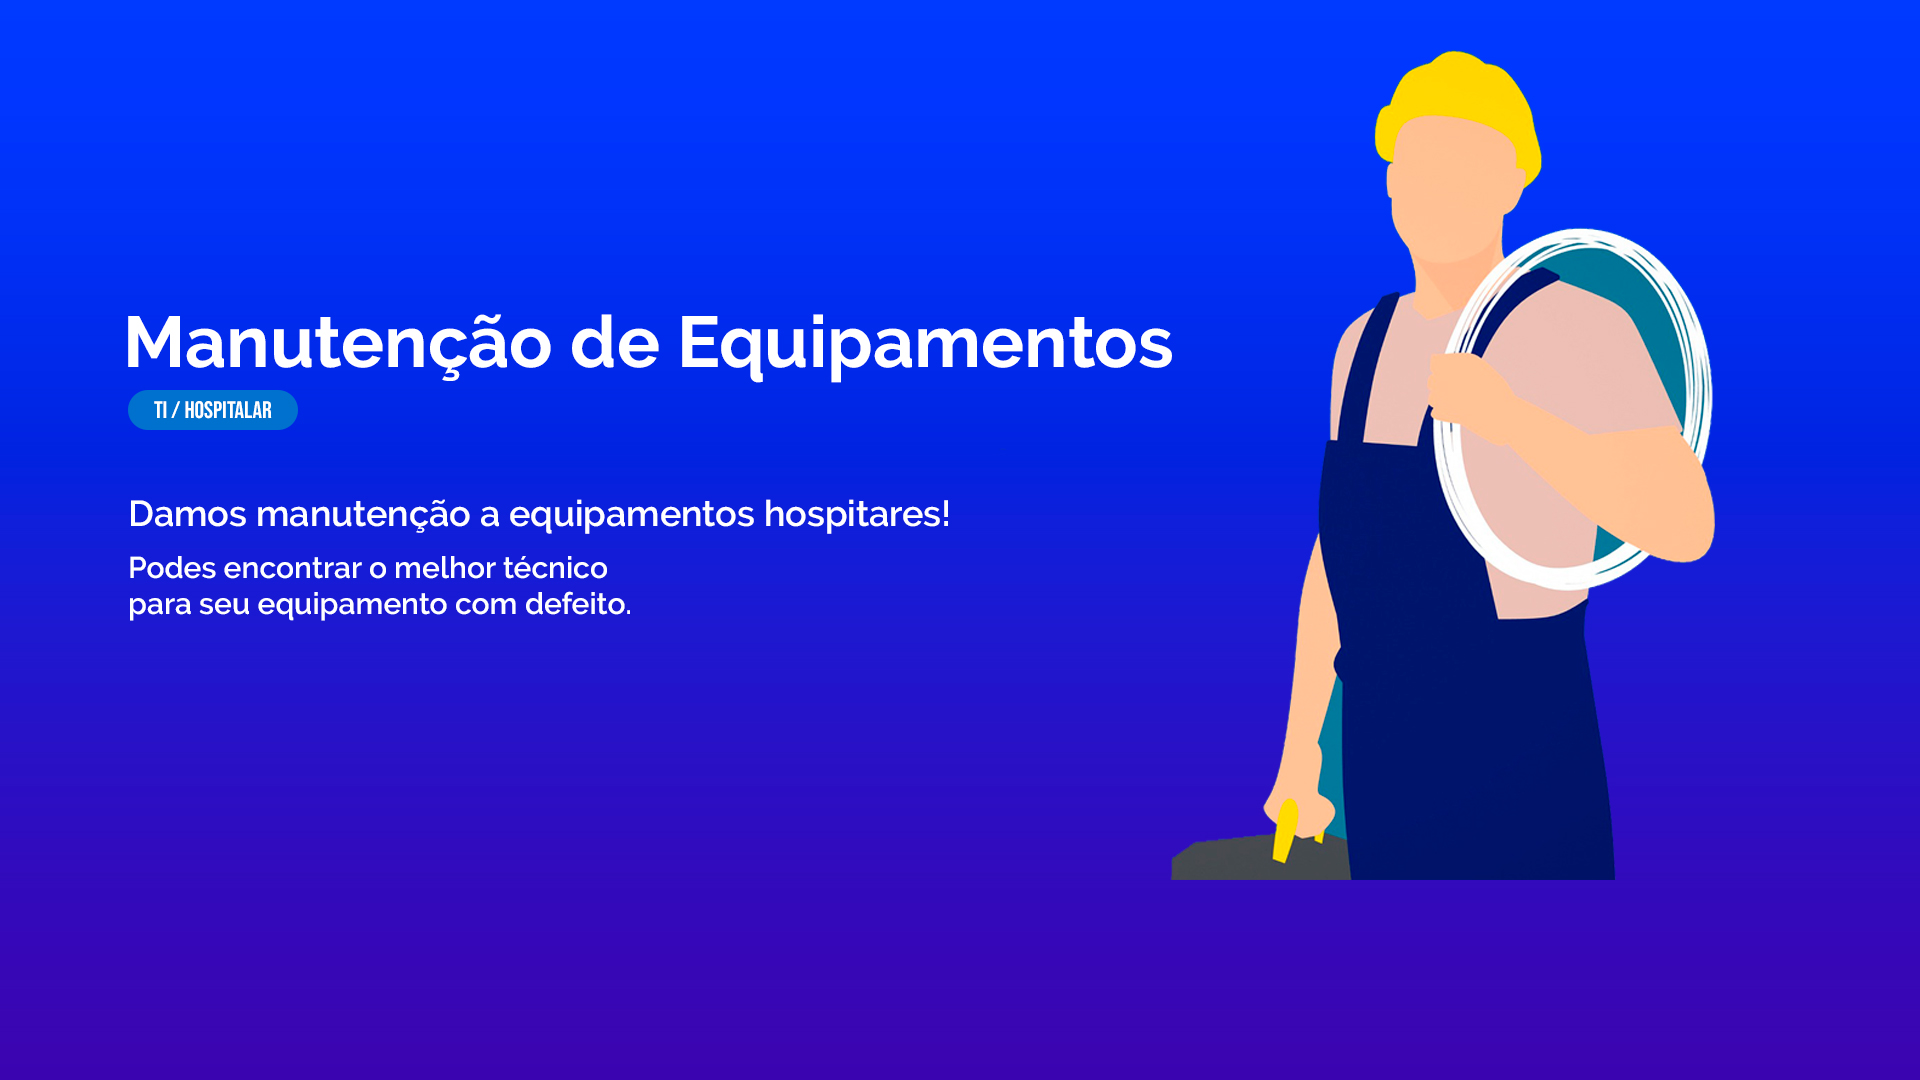 Manutenção de Equipamentos
TI / HOSPITALAR
Damos manutenção a equipamentos hospitares!
Podes encontrar o melhor técnico
para seu equipamento com defeito.